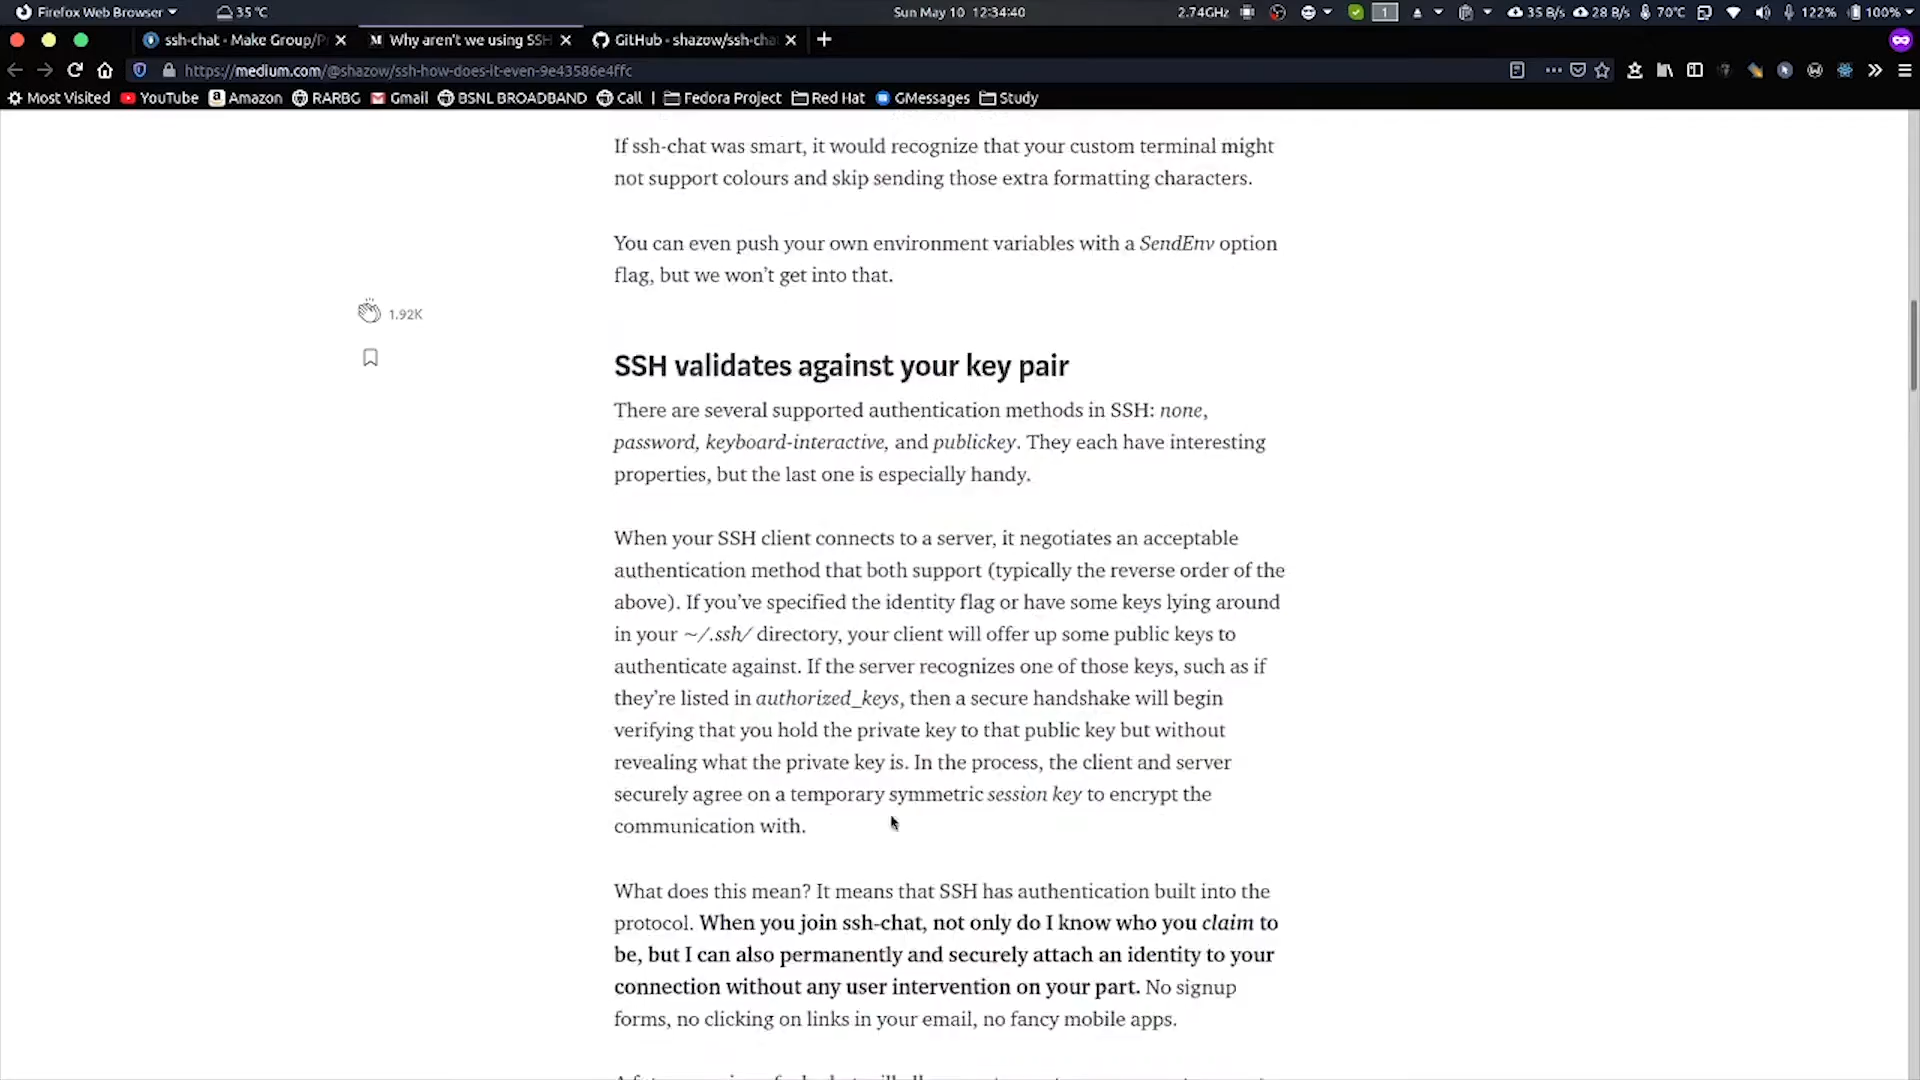 Firefox Web Browser
35 °C
Sun May 10 12:34:40
2.74GHz
1
35 B/s
28 B/s
70°C
122%
100%
ssh-chat - Make Group/P
Why aren't we using SSH
GitHub - shazow/ssh-cha
https://medium.com/@shazow/ssh-how-does-it-even-9e43586e4ffc
Most Visited
YouTube
Amazon
RARBG
Gmail
BSNL BROADBAND
Call
|
Fedora Project
Red Hat
GMessages
Study
If ssh-chat was smart, it would recognize that your custom terminal might
not support colours and skip sending those extra formatting characters.
You can even push your own environment variables with a SendEnv option
flag, but we won't get into that.
1.92K
SSH validates against your key pair
There are several supported authentication methods in SSH: none,
password, keyboard-interactive, and publickey. They each have interesting
properties, but the last one is especially handy.
When your SSH client connects to a server, it negotiates an acceptable
authentication method that both support (typically the reverse order of the
above). If you've specified the identity flag or have some keys lying around
in your ~/.ssh/ directory, your client will offer up some public keys to
authenticate against. If the server recognizes one of those keys, such as if
they're listed in authorized_keys, then a secure handshake will begin
verifying that you hold the private key to that public key but without
revealing what the private key is. In the process, the client and server
securely agree on a temporary symmetric session key to encrypt the
communication with.
What does this mean? It means that SSH has authentication built into the
protocol. When you join ssh-chat, not only do I know who you claim to
be, but I can also permanently and securely attach an identity to your
connection without any user intervention on your part. No signup
forms, no clicking on links in your email, no fancy mobile apps.